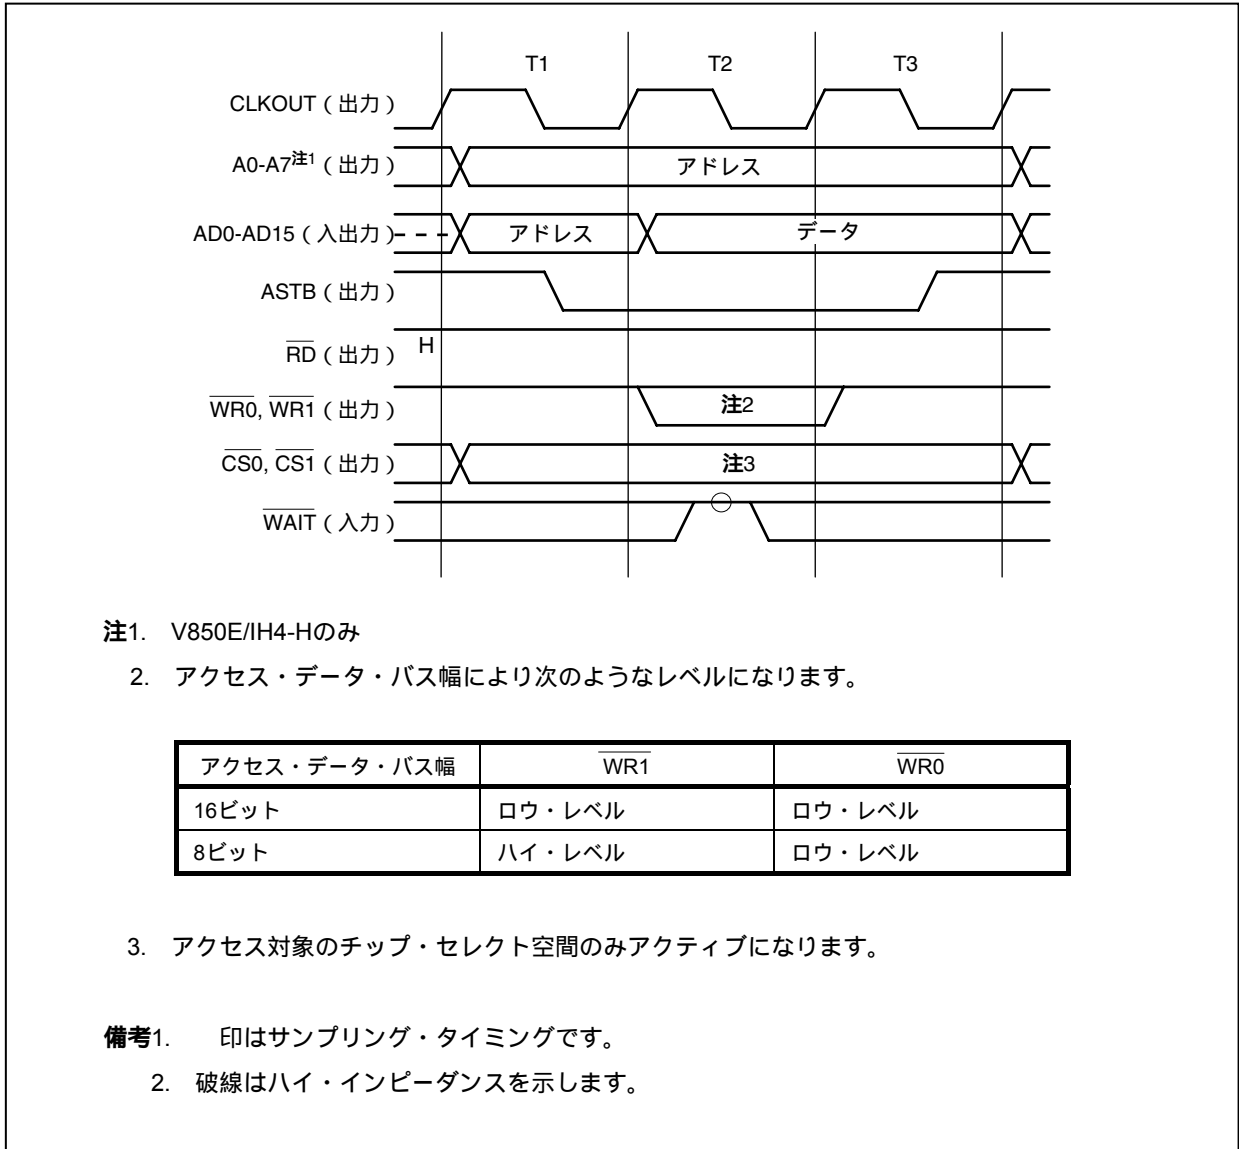 T1 T2 T3
CLKOUT（出力）
A0-A7注1（出力） アドレス
AD0-AD15（入出力） アドレス データ
ASTB（出力）
RD（出力） H
WR0, WR1（出力） 注2
CS0, CS1（出力） 注3
WAIT（入力）
注1. V850E/IH4-Hのみ
2. アクセス・データ・バス幅により次のようなレベルになります。
アクセス・データ・バス幅 WR1 WR0
16ビット ロウ・レベル ロウ・レベル
8ビット ハイ・レベル ロウ・レベル
3. アクセス対象のチップ・セレクト空間のみアクティブになります。
備考1. 印はサンプリング・タイミングです。
2. 破線はハイ・インピーダンスを示します。